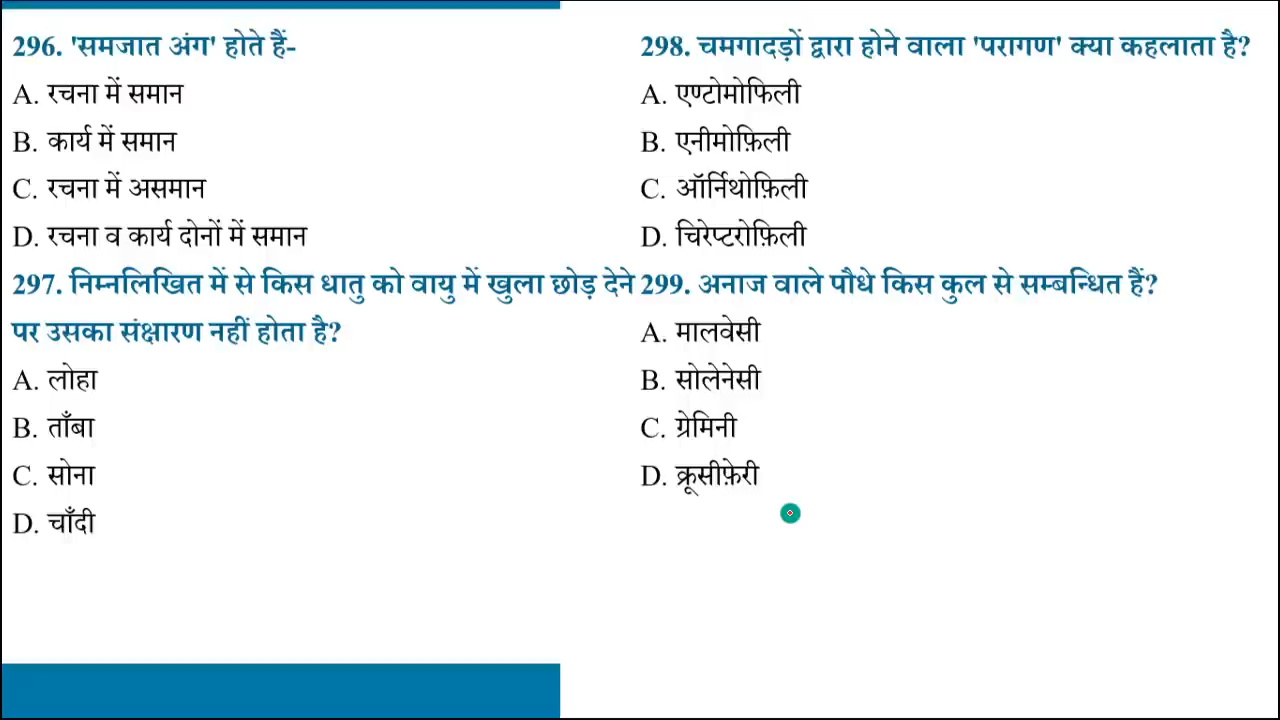 296. 'समजात अंग' होते हैं-
A. रचना में समान
B. कार्य में समान
C. रचना में असमान
D. रचना व कार्य दोनों में समान
297. निम्नलिखित में से किस धातु को वायु में खुला छोड़ देने
पर उसका संक्षारण नहीं होता है?
A. लोहा
B. ताँबा
C. सोना
D. चाँदी
298. चमगादड़ों द्वारा होने वाला 'परागण' क्या कहलाता है?
A. एण्टोमोफिली
B. एनीमोफ़िली
C. ऑर्निथोफ़िली
D. चिरेप्टरोफ़िली
299. अनाज वाले पौधे किस कुल से सम्बन्धित हैं?
A. मालवेसी
B. सोलेनेसी
C. ग्रेमिनी
D. क्रूसीफ़ेरी